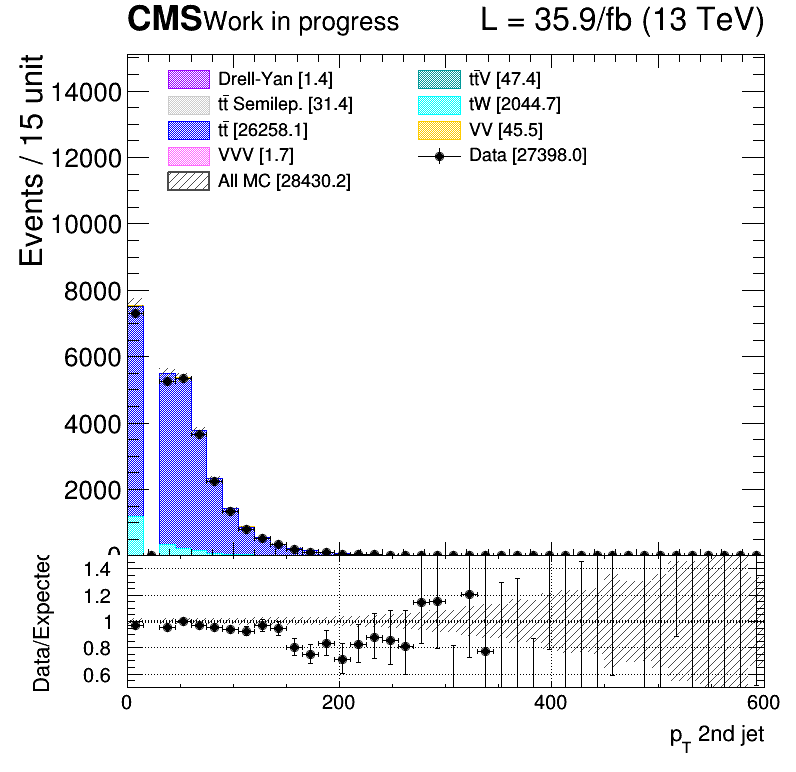 CMS Work in progress L = 35.9/fb (13 TeV)
Events / 15 unit
14000
12000
10000
8000
6000
4000
2000
0
Drell-Yan [1.4]
tt̄ Semilep. [31.4]
tt̄ [26258.1]
VVV [1.7]
All MC [28430.2]
tt̄V [47.4]
tW [2044.7]
VV [45.5]
Data [27398.0]
Data/Expected
1.4
1.2
1
0.8
0.6
0 200 400 600
p_T 2nd jet